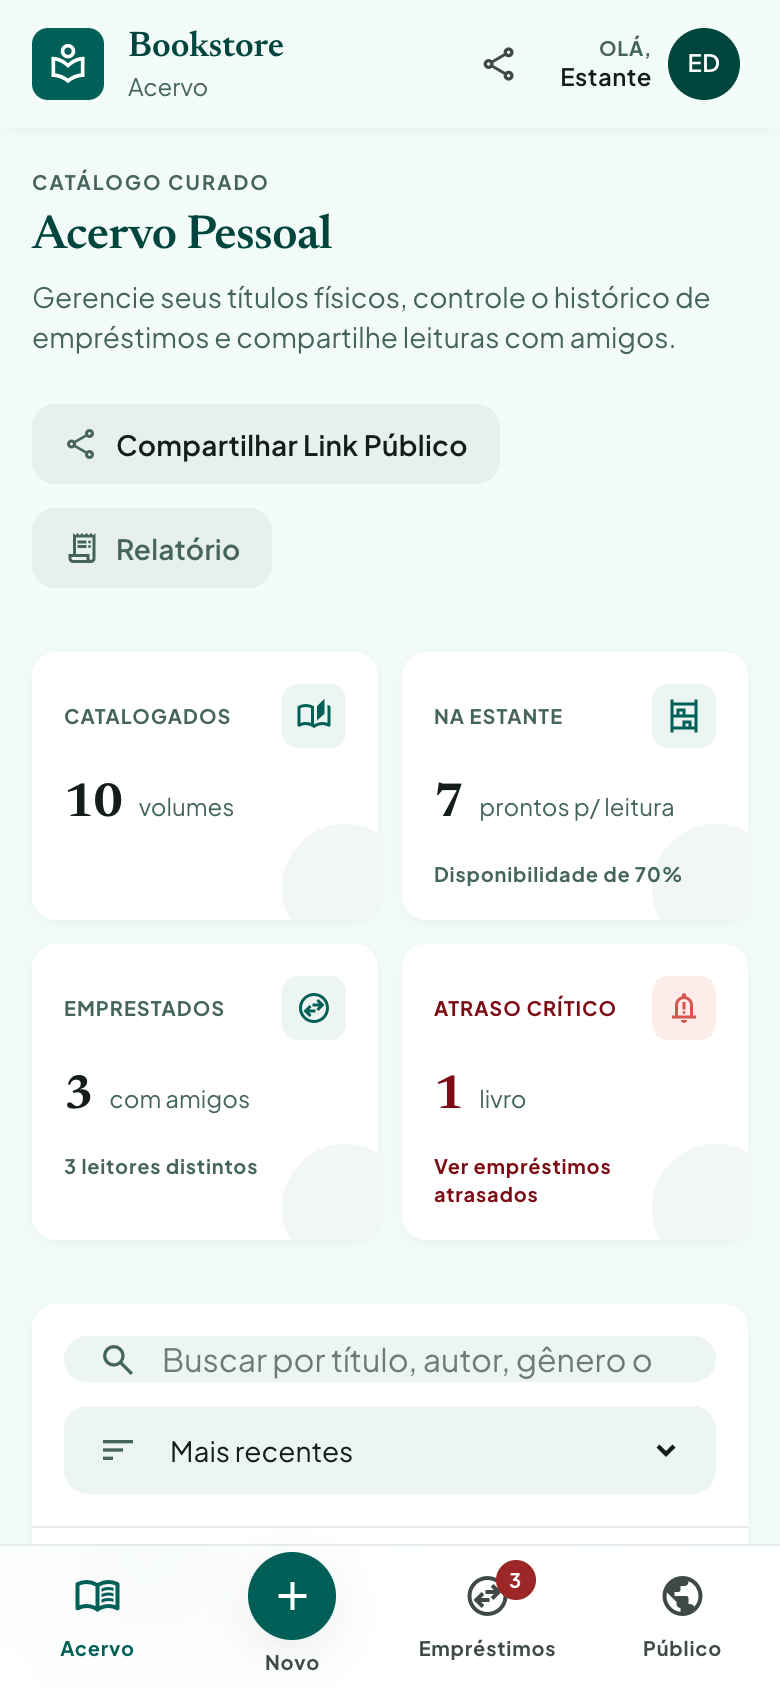 Bookstore
Acervo
OLÁ,
Estante
ED
CATÁLOGO CURADO
Acervo Pessoal
Gerencie seus títulos físicos, controle o histórico de
empréstimos e compartilhe leituras com amigos.
Compartilhar Link Público
Relatório
CATALOGADOS
10 volumes
NA ESTANTE
7 prontos p/ leitura
Disponibilidade de 70%
EMPRESTADOS
3 com amigos
3 leitores distintos
ATRASO CRÍTICO
1 livro
Ver empréstimos
atrasados
Buscar por título, autor, gênero o
Mais recentes
Acervo
Novo
3
Empréstimos
Público